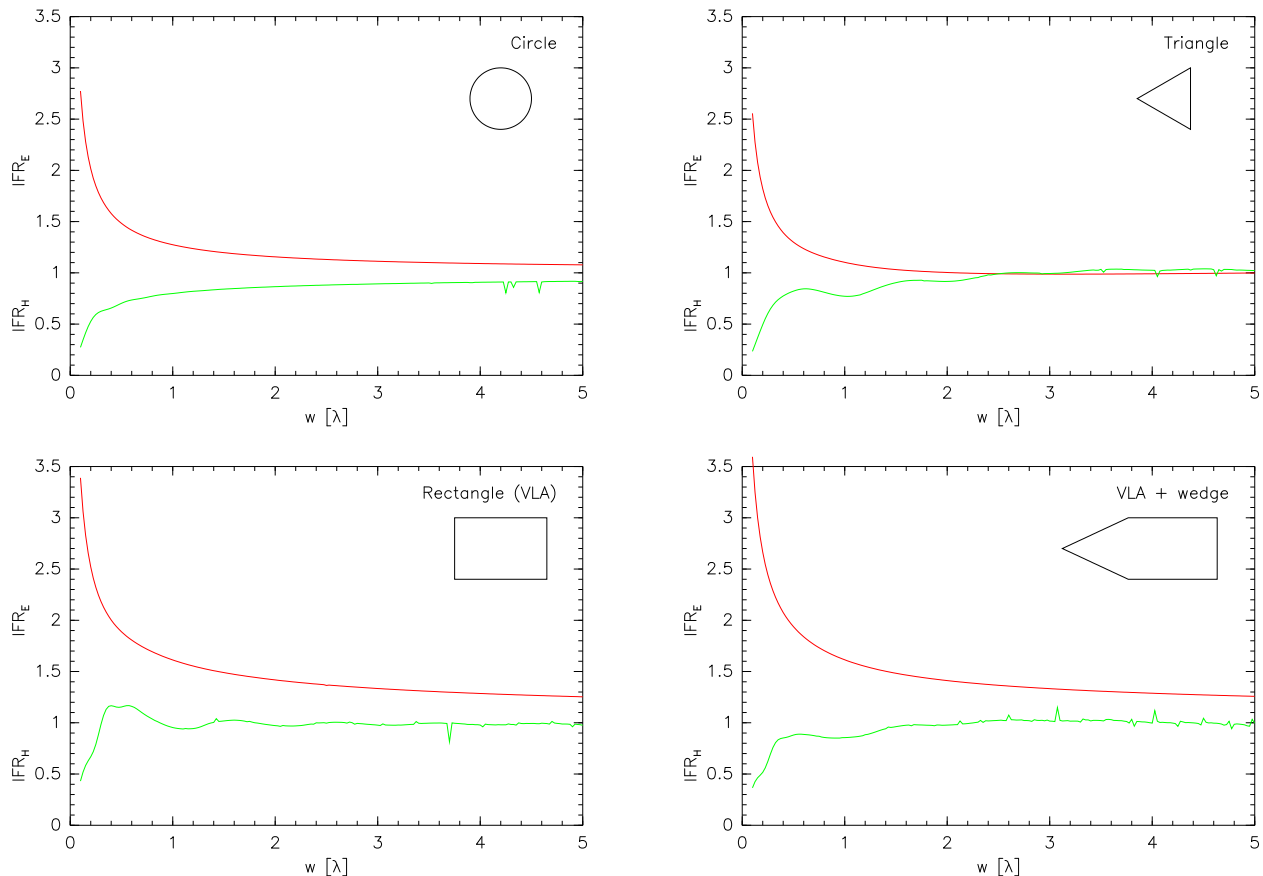 Circle
3.5
3
2.5
2
1.5
1
0.5
0
IFR_E
IFR_H
0 1 2 3 4 5
w [λ]
Triangle
3.5
3
2.5
2
1.5
1
0.5
0
IFR_E
IFR_H
0 1 2 3 4 5
w [λ]
Rectangle (VLA)
3.5
3
2.5
2
1.5
1
0.5
0
IFR_E
IFR_H
0 1 2 3 4 5
w [λ]
VLA + wedge
3.5
3
2.5
2
1.5
1
0.5
0
IFR_E
IFR_H
0 1 2 3 4 5
w [λ]